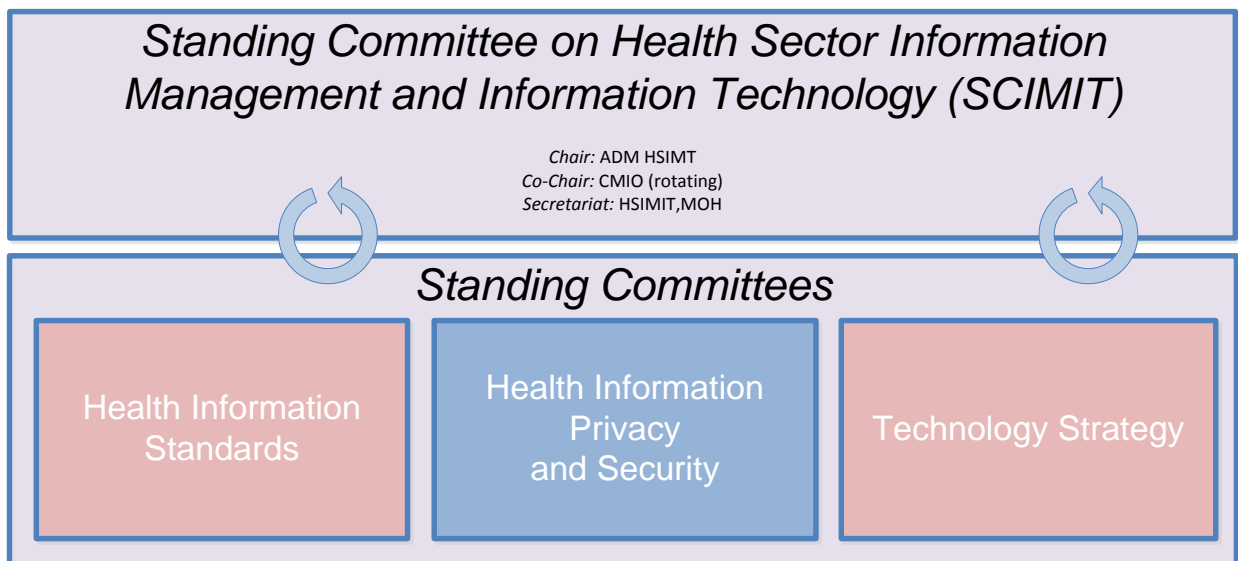 Standing Committee on Health Sector Information
Management and Information Technology (SCIMIT)
Chair: ADM HSIMT
Co-Chair: CMIO (rotating)
Secretariat: HSIMIT,MOH
Standing Committees
Health Information
Standards
Health Information
Privacy
and Security
Technology Strategy